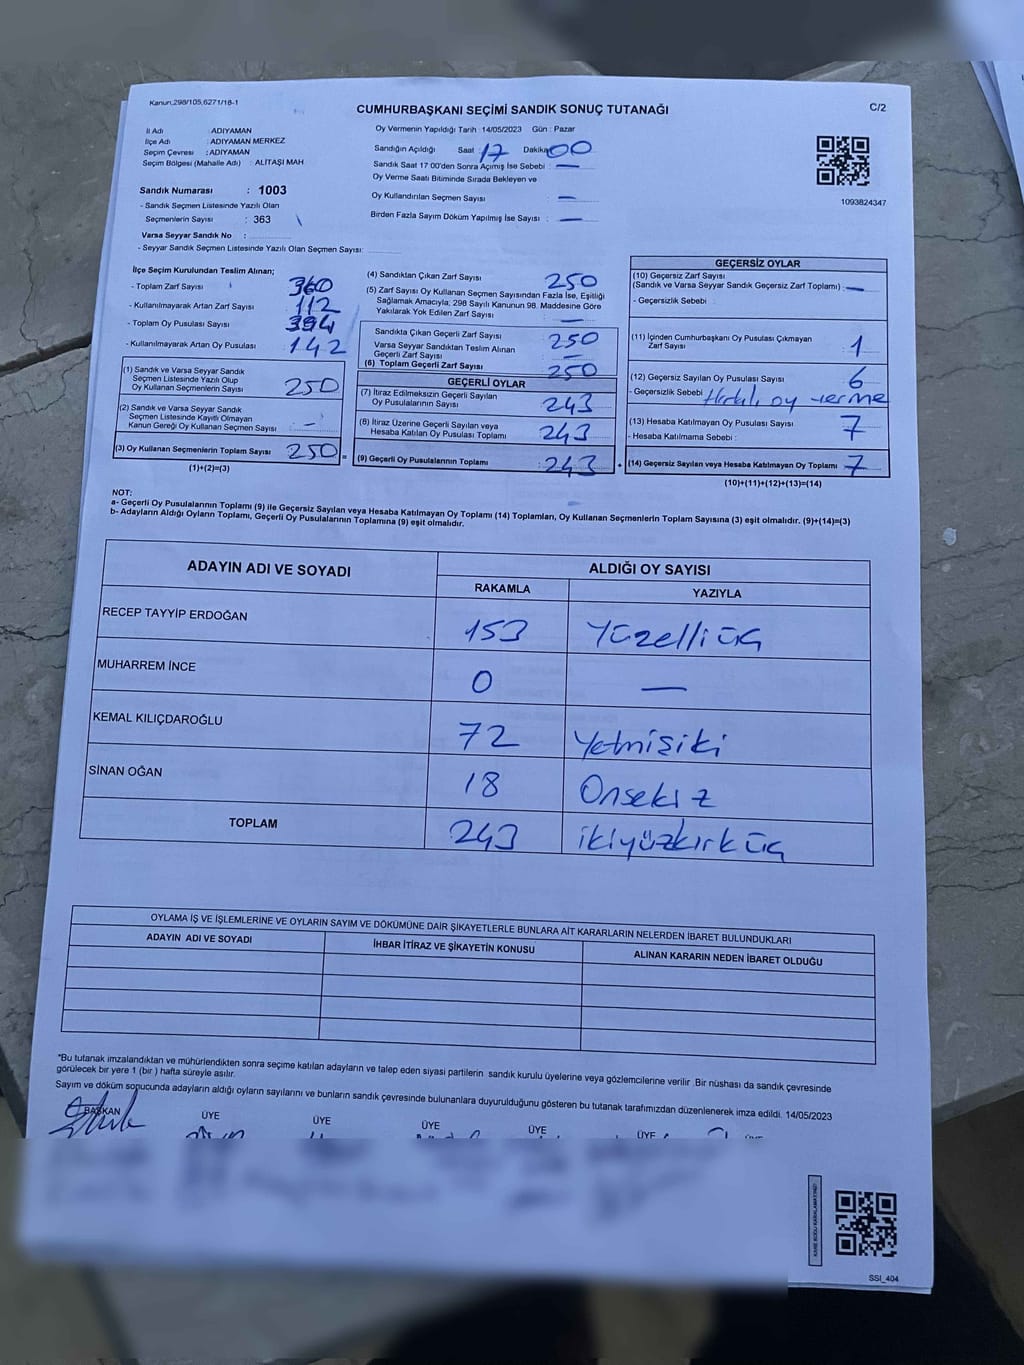 Kanun,298/105,6271/18-1
CUMHURBAŞKANI SEÇİMİ SANDIK SONUÇ TUTANAĞI
C/2
İl Adı : ADIYAMAN
İlçe Adı : ADIYAMAN MERKEZ
Seçim Çevresi : ADIYAMAN
Seçim Bölgesi (Mahalle Adı) : ALİTAŞI MAH
Sandık Numarası : 1003
- Sandık Seçmen Listesinde Yazılı Olan
Seçmenlerin Sayısı : 363
Varsa Seyyar Sandık No :
- Seyyar Sandık Seçmen Listesinde Yazılı Olan Seçmen Sayısı:
Oy Vermenin Yapıldığı Tarih :14/05/2023 Gün : Pazar
Sandığın Açıldığı Saat : 17 Dakika: 00
Sandık Saat 17:00'den Sonra Açılmış İse Sebebi : —
Oy Verme Saati Bitiminde Sırada Bekleyen ve
Oy Kullandırılan Seçmen Sayısı : —
Birden Fazla Sayım Döküm Yapılmış İse Sayısı : —
1093824347
İlçe Seçim Kurulundan Teslim Alınan;
- Toplam Zarf Sayısı : 360
- Kullanılmayarak Artan Zarf Sayısı : 112
- Toplam Oy Pusulası Sayısı : 394
- Kullanılmayarak Artan Oy Pusulası : 142
(1) Sandık ve Varsa Seyyar Sandık
Seçmen Listesinde Yazılı Olup
Oy Kullanan Seçmenlerin Sayısı : 250
(2) Sandık ve Varsa Seyyar Sandık
Seçmen Listesinde Kayıtlı Olmayan
Kanun Gereği Oy Kullanan Seçmen Sayısı : —
(3) Oy Kullanan Seçmenlerin Toplam Sayısı : 250
(1)+(2)=(3)
=
(4) Sandıktan Çıkan Zarf Sayısı 250
(5) Zarf Sayısı Oy Kullanan Seçmen Sayısından Fazla İse, Eşitliği
Sağlamak Amacıyla, 298 Sayılı Kanunun 98. Maddesine Göre
Yakılarak Yok Edilen Zarf Sayısı : —
Sandıkta Çıkan Geçerli Zarf Sayısı 250
Varsa Seyyar Sandıktan Teslim Alınan
Geçerli Zarf Sayısı —
(6) Toplam Geçerli Zarf Sayısı 250
GEÇERLİ OYLAR
(7) İtiraz Edilmeksizin Geçerli Sayılan
Oy Pusulalarının Sayısı : 243
(8) İtiraz Üzerine Geçerli Sayılan veya
Hesaba Katılan Oy Pusulası Toplamı : 243
(9) Geçerli Oy Pusulalarının Toplamı : 243
+
GEÇERSİZ OYLAR
(10) Geçersiz Zarf Sayısı
(Sandık ve Varsa Seyyar Sandık Geçersiz Zarf Toplamı) : —
- Geçersizlik Sebebi :
(11) İçinden Cumhurbaşkanı Oy Pusulası Çıkmayan
Zarf Sayısı 1
(12) Geçersiz Sayılan Oy Pusulası Sayısı : 6
- Geçersizlik Sebebi : oy verme
(13) Hesaba Katılmayan Oy Pusulası Sayısı : 7
- Hesaba Katılmama Sebebi :
(14) Geçersiz Sayılan veya Hesaba Katılmayan Oy Toplamı : 7
(10)+(11)+(12)+(13)=(14)
NOT:
a- Geçerli Oy Pusulalarının Toplamı (9) ile Geçersiz Sayılan veya Hesaba Katılmayan Oy Toplamı (14) Toplamları, Oy Kullanan Seçmenlerin Toplam Sayısına (3) eşit olmalıdır. (9)+(14)=(3)
b- Adayların Aldığı Oyların Toplamı, Geçerli Oy Pusulalarının Toplamına (9) eşit olmalıdır.
ADAYIN ADI VE SOYADI
ALDIĞI OY SAYISI
RAKAMLA YAZIYLA
RECEP TAYYİP ERDOĞAN 153 Yüzelliüç
MUHARREM İNCE 0 —
KEMAL KILIÇDAROĞLU 72 Yetmişiki
SİNAN OĞAN 18 Onsekiz
TOPLAM 243 ikiyüzkırküç
OYLAMA İŞ VE İŞLEMLERİNE VE OYLARIN SAYIM VE DÖKÜMÜNE DAİR ŞİKAYETLERLE BUNLARA AİT KARARLARIN NELERDEN İBARET BULUNDUKLARI
ADAYIN ADI VE SOYADI İHBAR İTİRAZ VE ŞİKAYETİN KONUSU ALINAN KARARIN NEDEN İBARET OLDUĞU
*Bu tutanak imzalandıktan ve mühürlendikten sonra seçime katılan adayların ve talep eden siyasi partilerin sandık kurulu üyelerine veya gözlemcilerine verilir .Bir nüshası da sandık çevresinde
görülecek bir yere 1 (bir ) hafta süreyle asılır.
Sayım ve döküm sonucunda adayların aldığı oyların sayılarını ve bunların sandık çevresinde bulunanlara duyurulduğunu gösteren bu tutanak tarafımızdan düzenlenerek imza edildi. 14/05/2023
BAŞKAN ÜYE ÜYE ÜYE ÜYE ÜYE ÜYE
SSİ_404